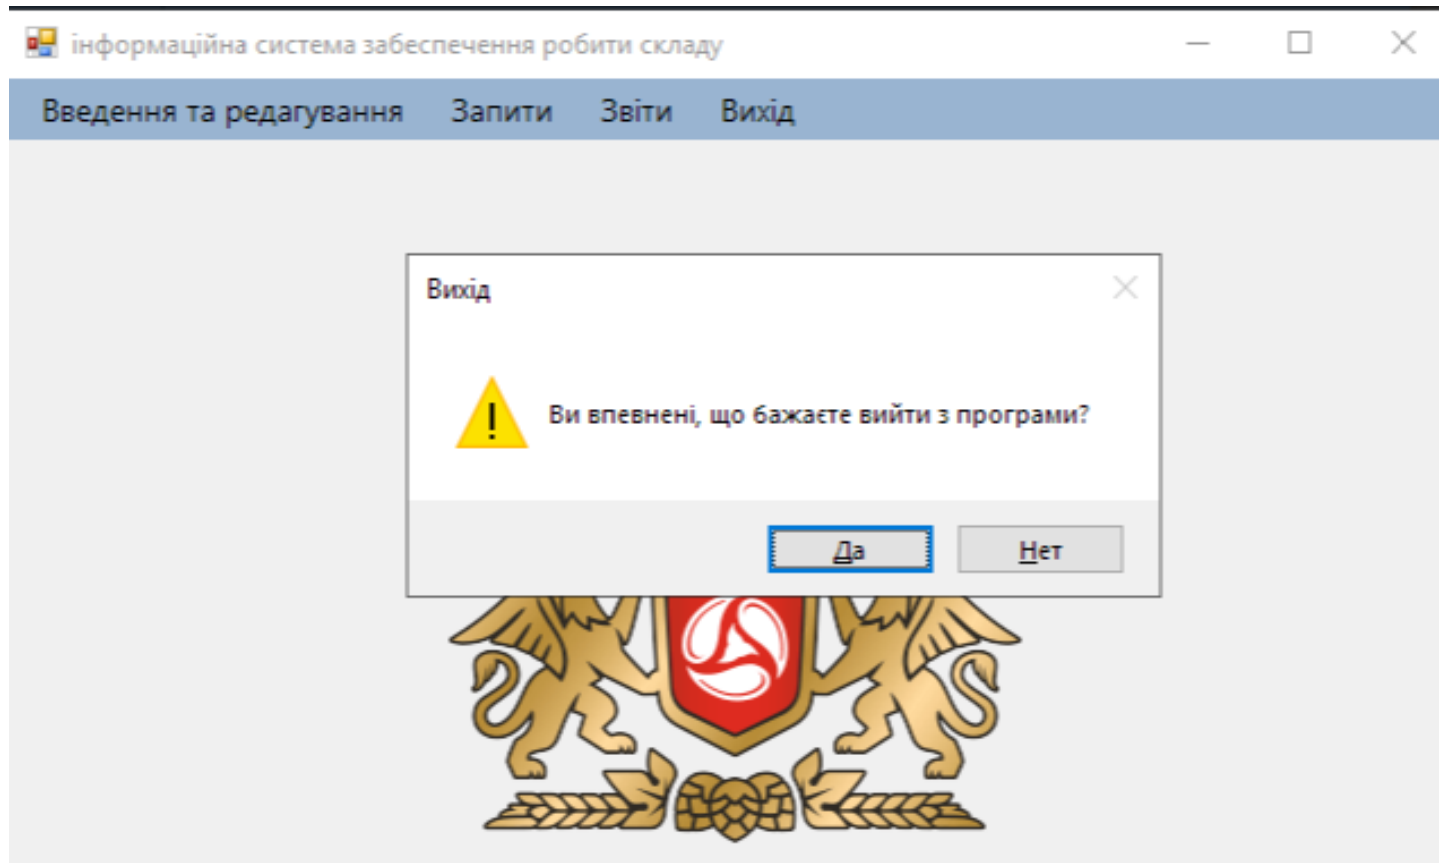 інформаційна система забеспечення робити складу
Введення та редагування Запити Звіти Вихід
Вихід
Ви впевнені, що бажаєте вийти з програми?
Да Нет